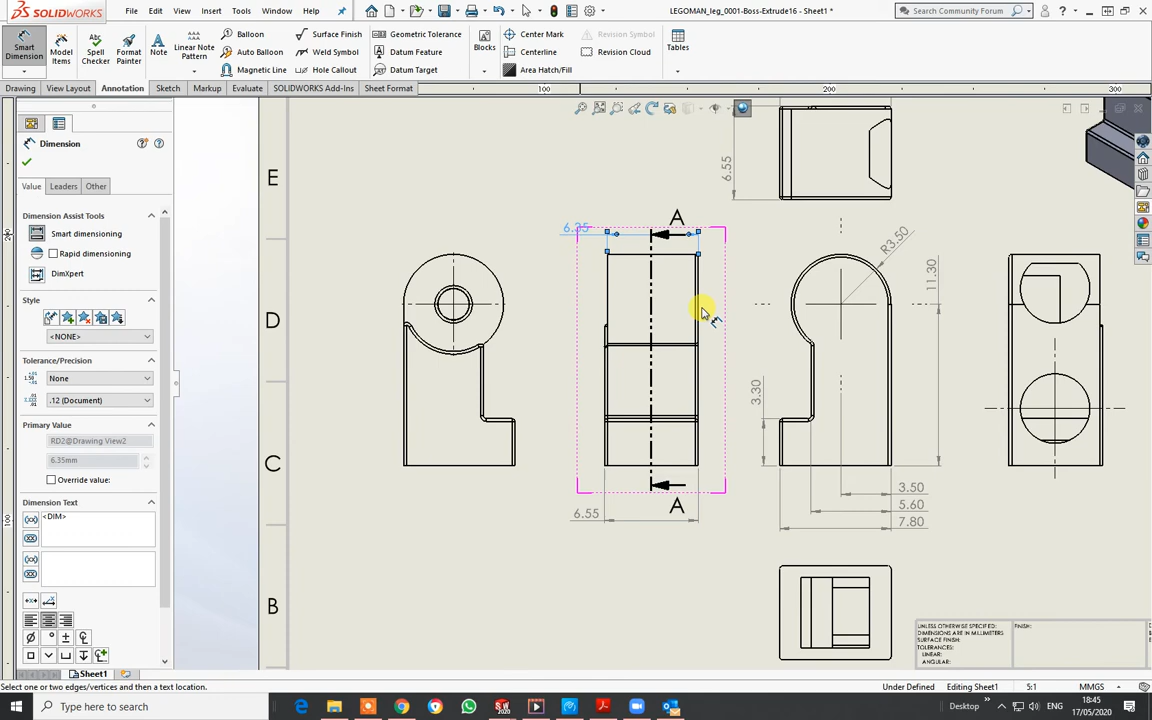 SOLIDWORKS File Edit View Insert Tools Window Help LEGOMAN_leg_0001-Boss-Extrude16 - Sheet1 * Search Community Forum
Smart Dimension
Model Items
Spell Checker
Format Painter
Note
Linear Note Pattern
Balloon
Auto Balloon
Magnetic Line
Surface Finish
Weld Symbol
Hole Callout
Geometric Tolerance
Datum Feature
Datum Target
Blocks
Center Mark
Centerline
Area Hatch/Fill
Revision Symbol
Revision Cloud
Tables
Drawing View Layout Annotation Sketch Markup Evaluate SOLIDWORKS Add-Ins Sheet Format
100 200 300
Dimension
Value Leaders Other
Dimension Assist Tools
Smart dimensioning
Rapid dimensioning
DimXpert
Style
<NONE>
Tolerance/Precision
None
.12 (Document)
Primary Value
RD2@Drawing View2
6.35mm
Override value:
Dimension Text
<DIM>
200
100
E
D
C
B
6.55
6.35
A
R3.50
11.30
3.30
A
6.55
3.50
5.60
7.80
UNLESS OTHERWISE SPECIFIED:
DIMENSIONS ARE IN MILLIMETERS
SURFACE FINISH:
TOLERANCES:
LINEAR:
ANGULAR:
FINISH:
Sheet1
Select one or two edges/vertices and then a text location. Under Defined Editing Sheet1 5:1 MMGS
Type here to search
Desktop
ENG
18:45
17/05/2020